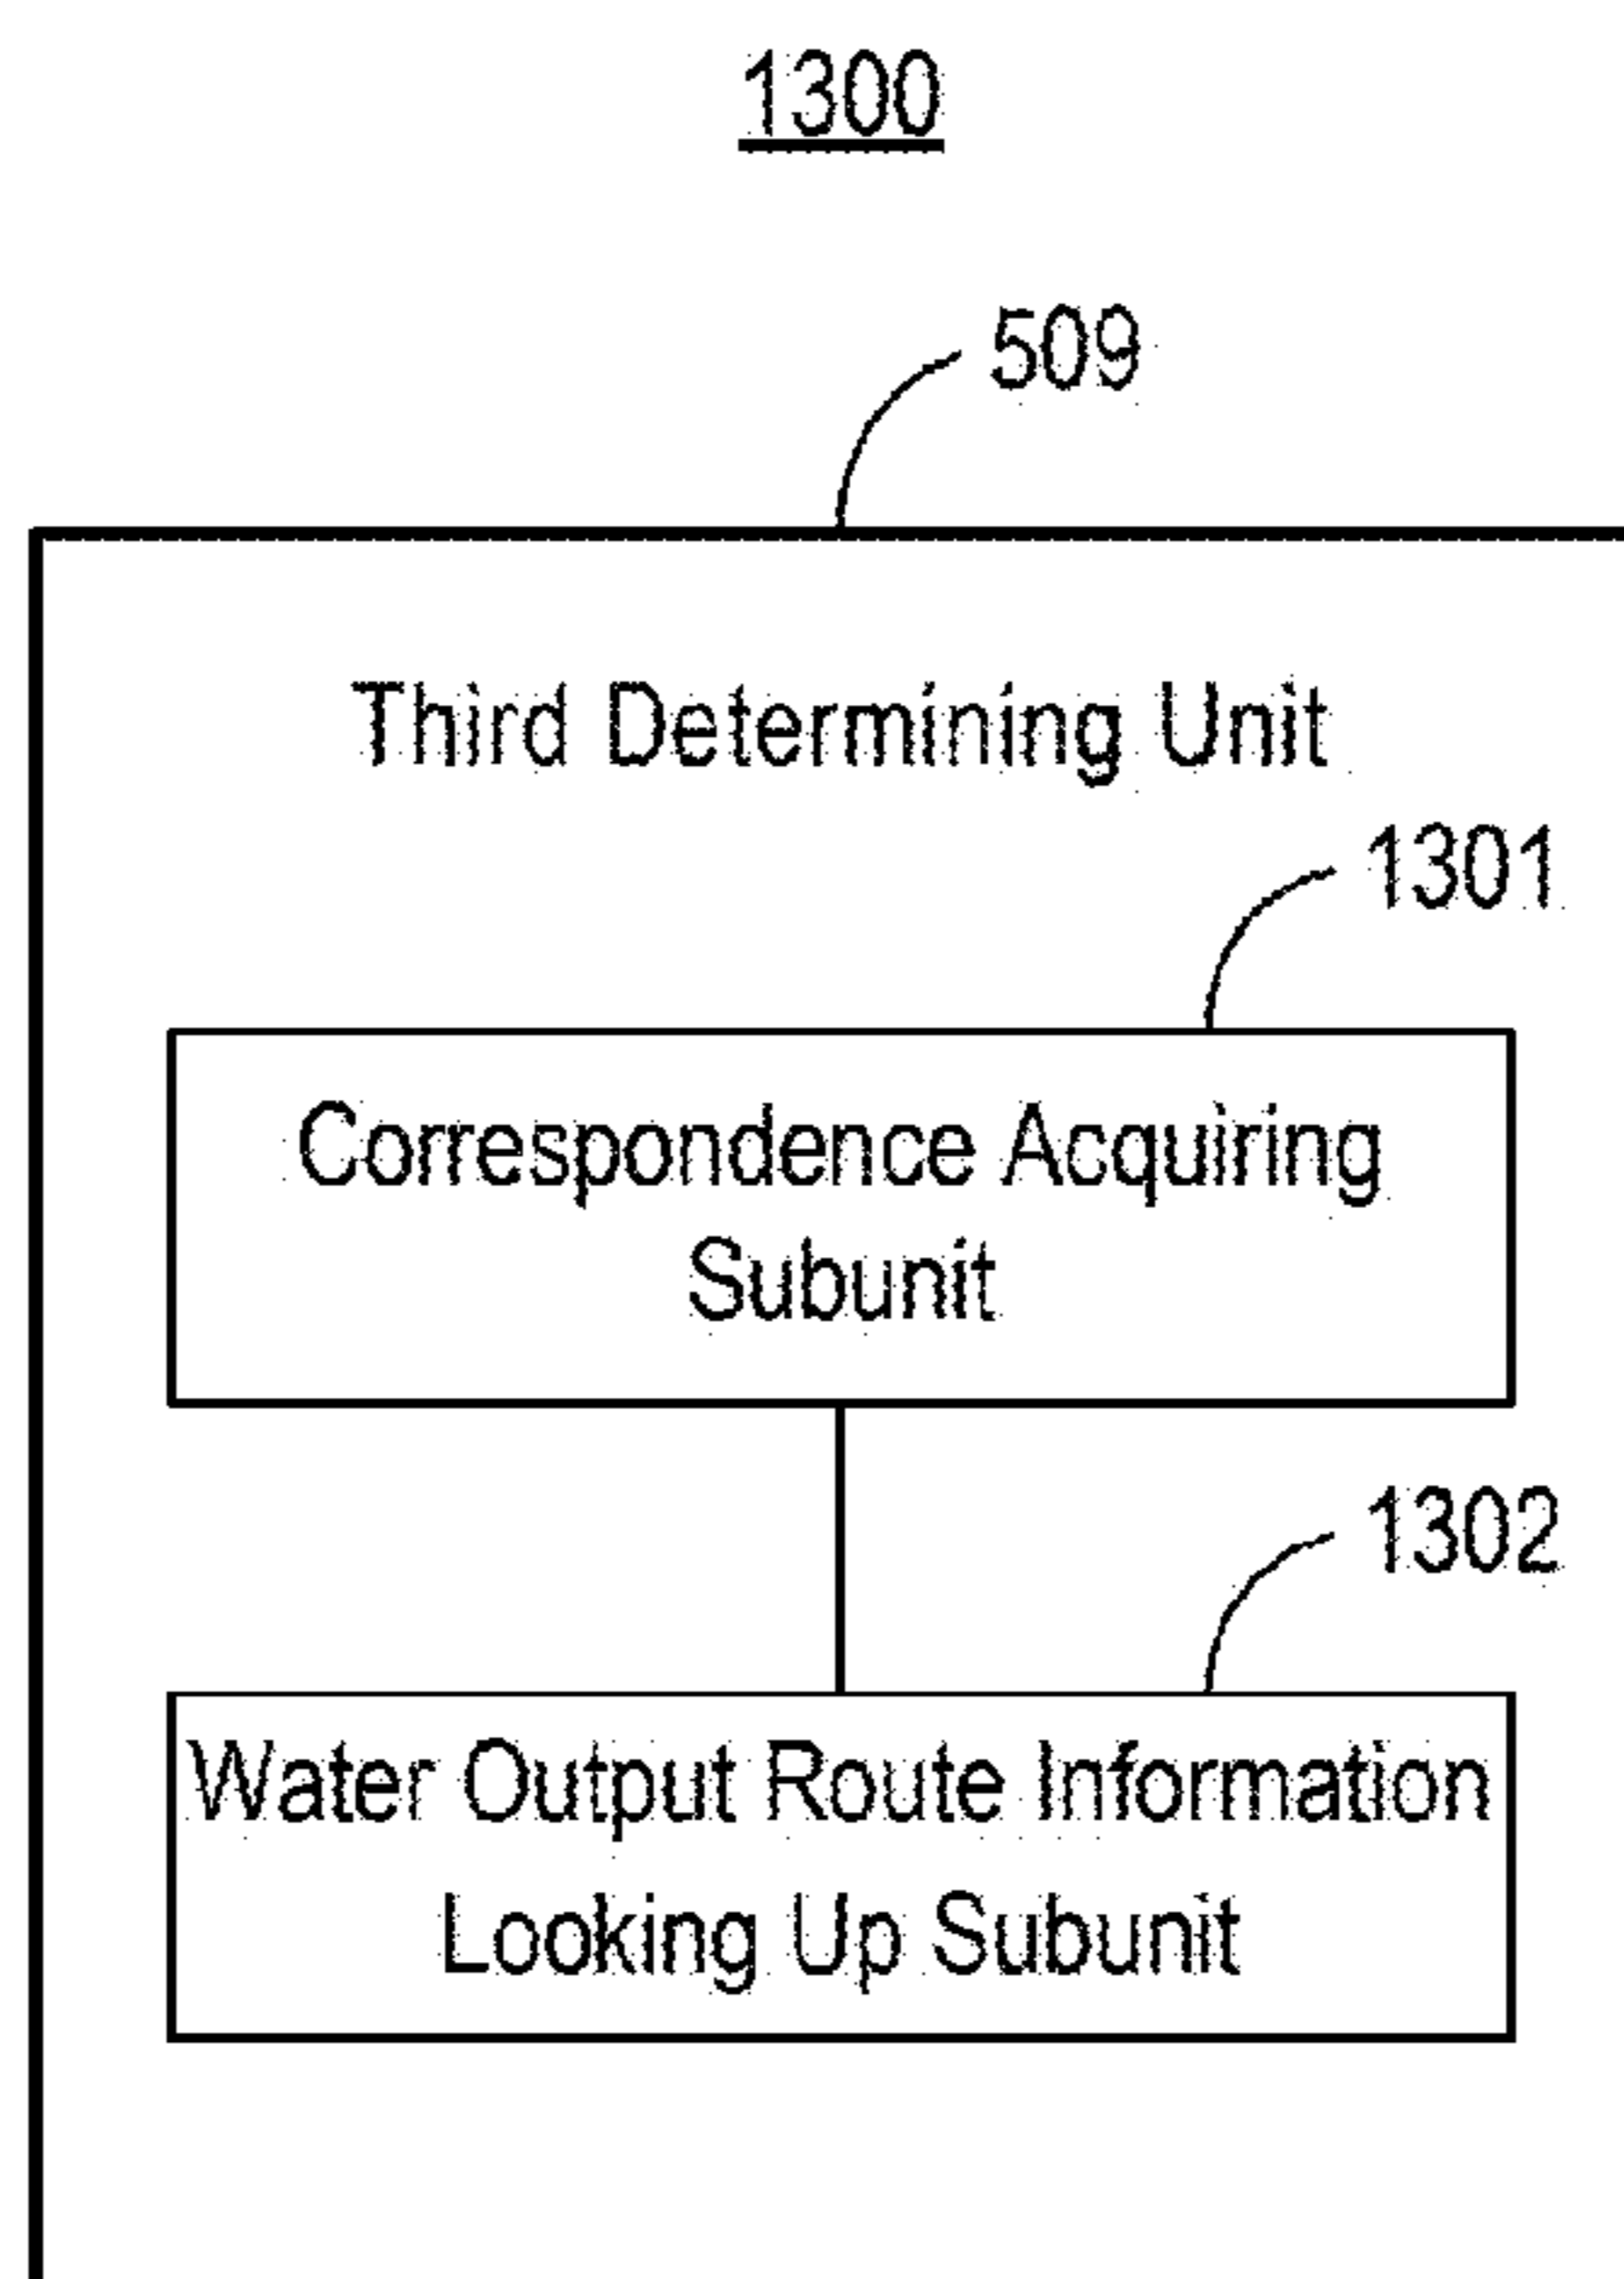 1300
509
Third Determining Unit
1301
Correspondence Acquiring
Subunit
1302
Water Output Route Information
Looking Up Subunit